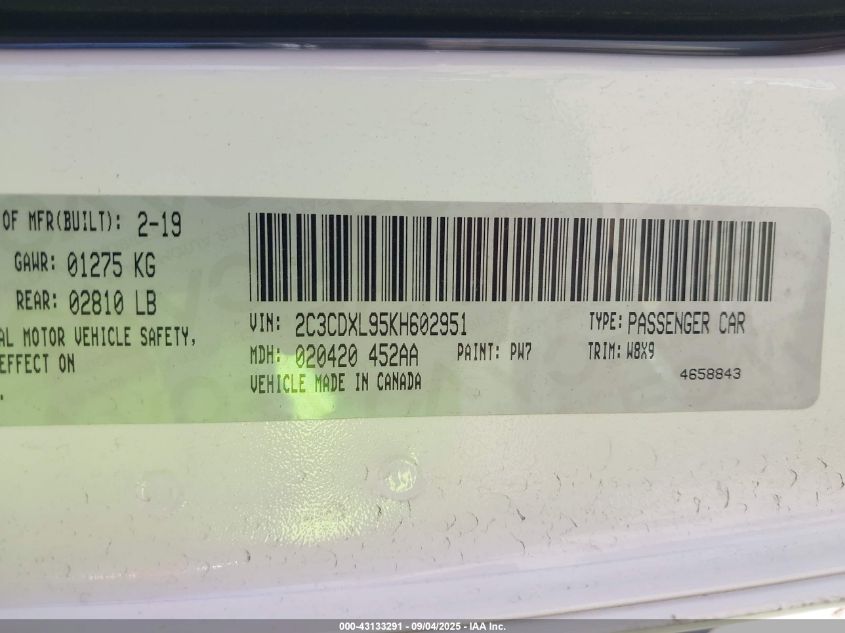 OF MFR(BUILT): 2-19
GAWR: 01275 KG
REAR: 02810 LB
AL MOTOR VEHICLE SAFETY,
EFFECT ON
VIN: 2C3CDXL95KH602951
TYPE: PASSENGER CAR
MDH: 020420 452AA PAINT: PW7 TRIM: W8X9
VEHICLE MADE IN CANADA
4658843
000-43133291 - 09/04/2025 - IAA Inc.